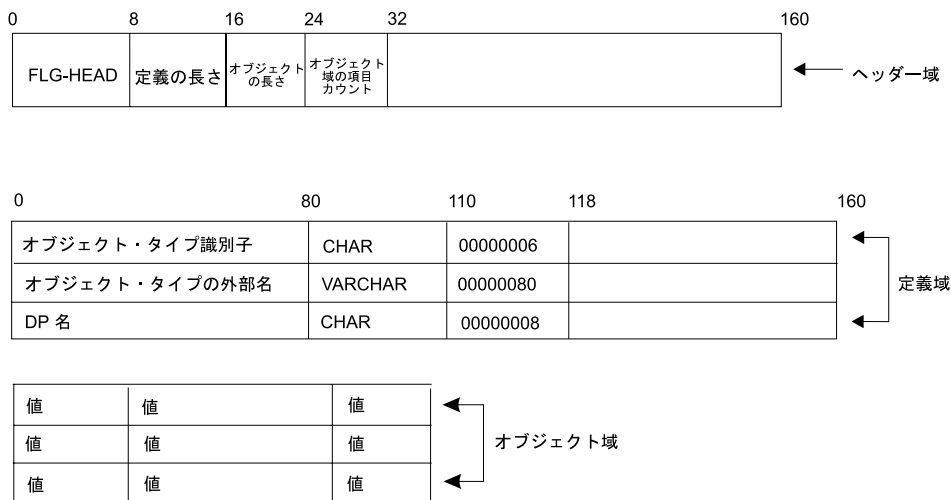 0 8 16 24 32 160
FLG-HEAD 定義の長さ オブジェクトの長さ オブジェクト域の項目カウント ヘッダー域
0 80 110 118 160
オブジェクト・タイプ識別子 CHAR 00000006
オブジェクト・タイプの外部名 VARCHAR 00000080 定義域
DP 名 CHAR 00000008
値 値 値
値 値 値 オブジェクト域
値 値 値